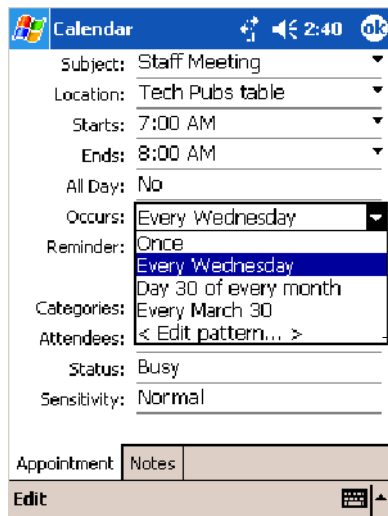 Calendar 2:40 ok
Subject: Staff Meeting
Location: Tech Pubs table
Starts: 7:00 AM
Ends: 8:00 AM
All Day: No
Occurs: Every Wednesday
Reminder: Once
Every Wednesday
Day 30 of every month
Categories: Every March 30
Attendees: < Edit pattern... >
Status: Busy
Sensitivity: Normal
Appointment Notes
Edit